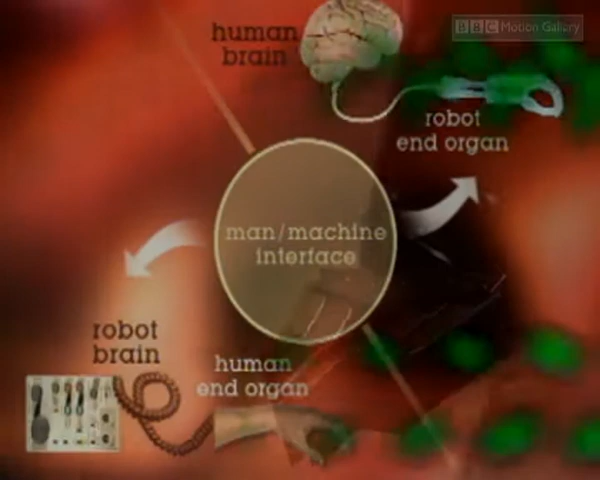 human
brain
BBC Motion Gallery
robot
end organ
man/machine
interface
robot
brain
human
end organ